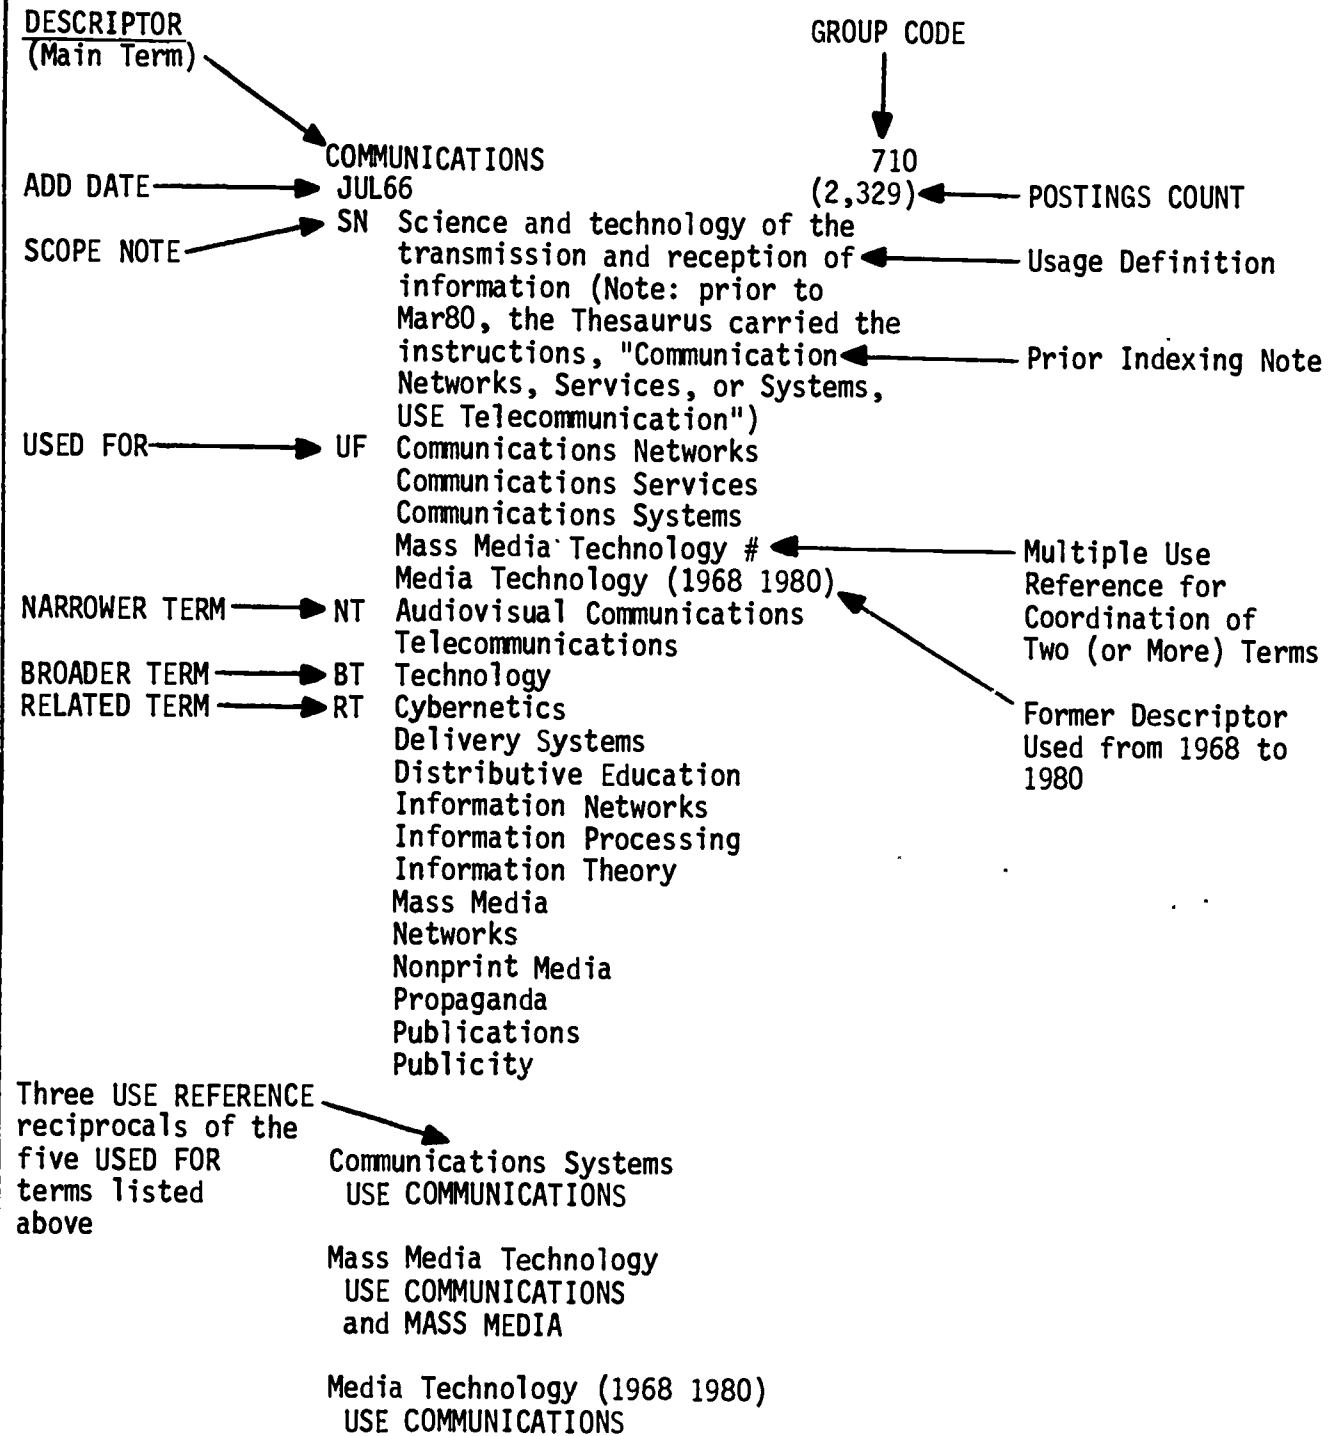 DESCRIPTOR
(Main Term)
GROUP CODE
COMMUNICATIONS 710
ADD DATE JUL66 (2,329) POSTINGS COUNT
SCOPE NOTE SN Science and technology of the
transmission and reception of Usage Definition
information (Note: prior to
Mar80, the Thesaurus carried the
instructions, "Communication Prior Indexing Note
Networks, Services, or Systems,
USE Telecommunication")
USED FOR UF Communications Networks
Communications Services
Communications Systems
Mass Media Technology # Multiple Use
Reference for
Coordination of
Two (or More) Terms
Media Technology (1968 1980)
Former Descriptor
Used from 1968 to
1980
NARROWER TERM NT Audiovisual Communications
Telecommunications
BROADER TERM BT Technology
RELATED TERM RT Cybernetics
Delivery Systems
Distributive Education
Information Networks
Information Processing
Information Theory
Mass Media
Networks
Nonprint Media
Propaganda
Publications
Publicity
Three USE REFERENCE
reciprocals of the
five USED FOR
terms listed
above
Communications Systems
USE COMMUNICATIONS
Mass Media Technology
USE COMMUNICATIONS
and MASS MEDIA
Media Technology (1968 1980)
USE COMMUNICATIONS